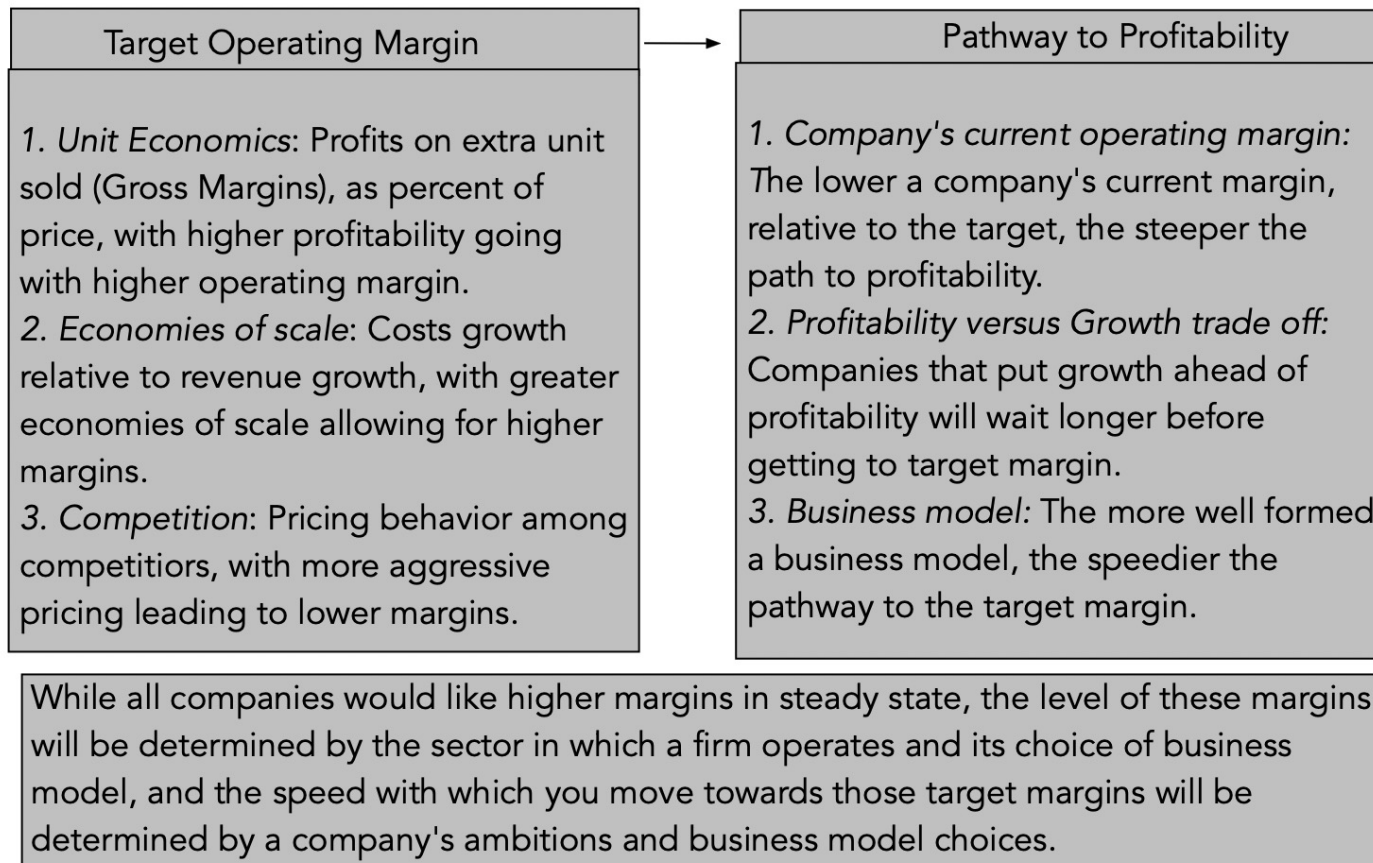 Target Operating Margin
1. Unit Economics: Profits on extra unit
sold (Gross Margins), as percent of
price, with higher profitability going
with higher operating margin.
2. Economies of scale: Costs growth
relative to revenue growth, with greater
economies of scale allowing for higher
margins.
3. Competition: Pricing behavior among
competitiors, with more aggressive
pricing leading to lower margins.
Pathway to Profitability
1. Company's current operating margin:
The lower a company's current margin,
relative to the target, the steeper the
path to profitability.
2. Profitability versus Growth trade off:
Companies that put growth ahead of
profitability will wait longer before
getting to target margin.
3. Business model: The more well formed
a business model, the speedier the
pathway to the target margin.
While all companies would like higher margins in steady state, the level of these margins
will be determined by the sector in which a firm operates and its choice of business
model, and the speed with which you move towards those target margins will be
determined by a company's ambitions and business model choices.